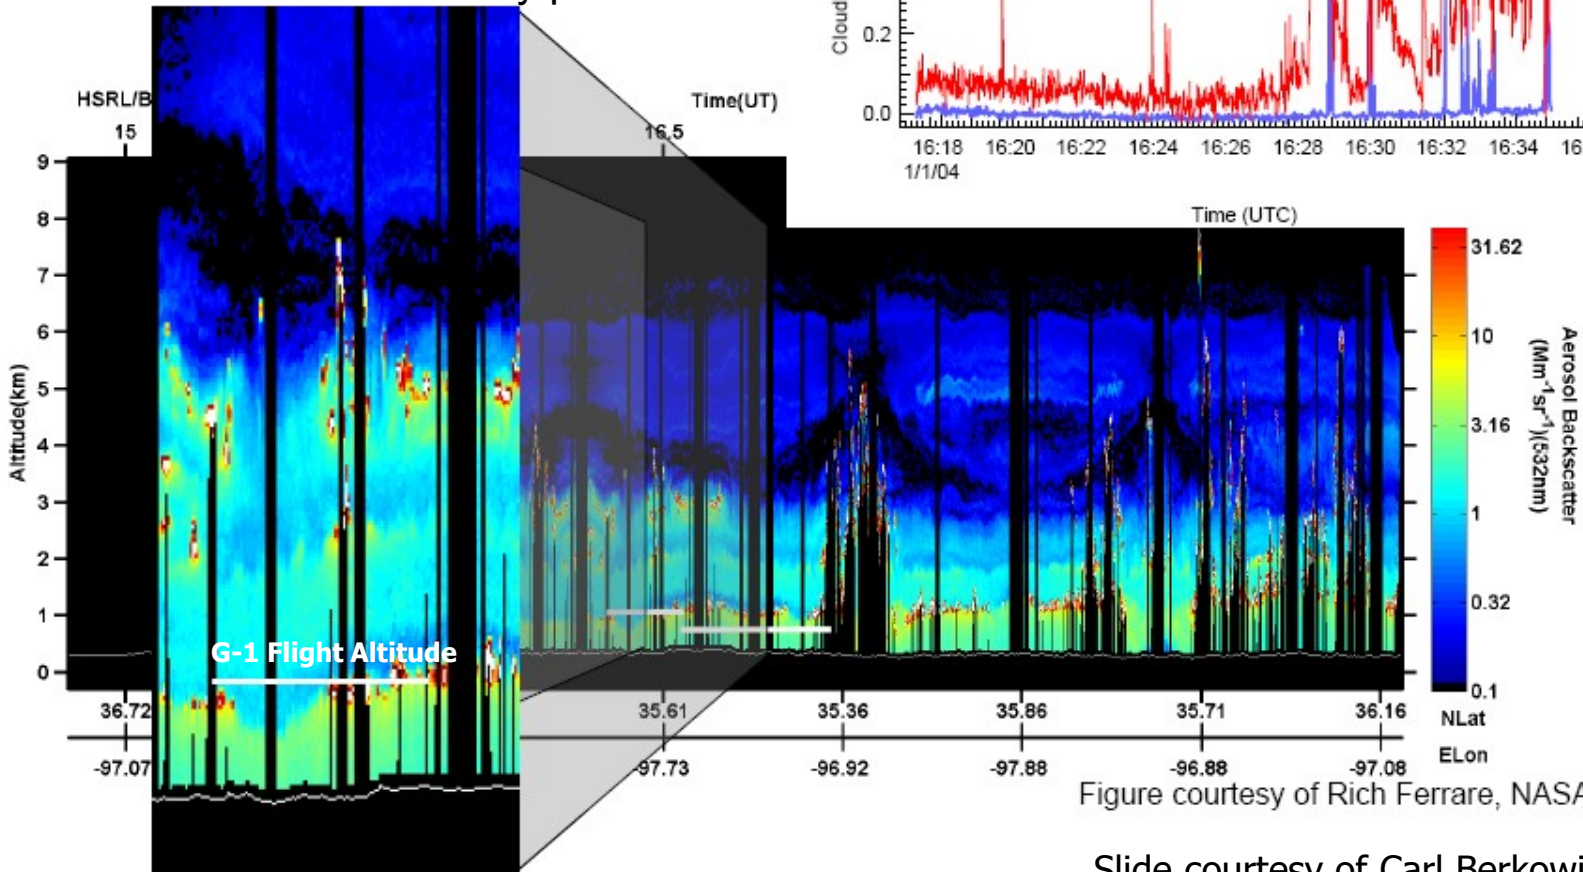 Cloud
0.2
0.0
16:18 16:20 16:22 16:24 16:26 16:28 16:30 16:32 16:34
1/1/04
Time (UTC)
HSRL/B
Time(UT)
15 16.5
Altitude(km)
9
8
7
6
5
4
3
2
1
0
G-1 Flight Altitude
31.62
10
3.16
1
0.32
0.1
Aerosol Backscatter
(Mm⁻¹sr⁻¹)(532nm)
36.72 35.61 35.36 35.86 35.71 36.16 NLat
-97.07 -97.73 -96.92 -97.88 -96.88 -97.08 ELon
Figure courtesy of Rich Ferrare, NASA
Slide courtesy of Carl